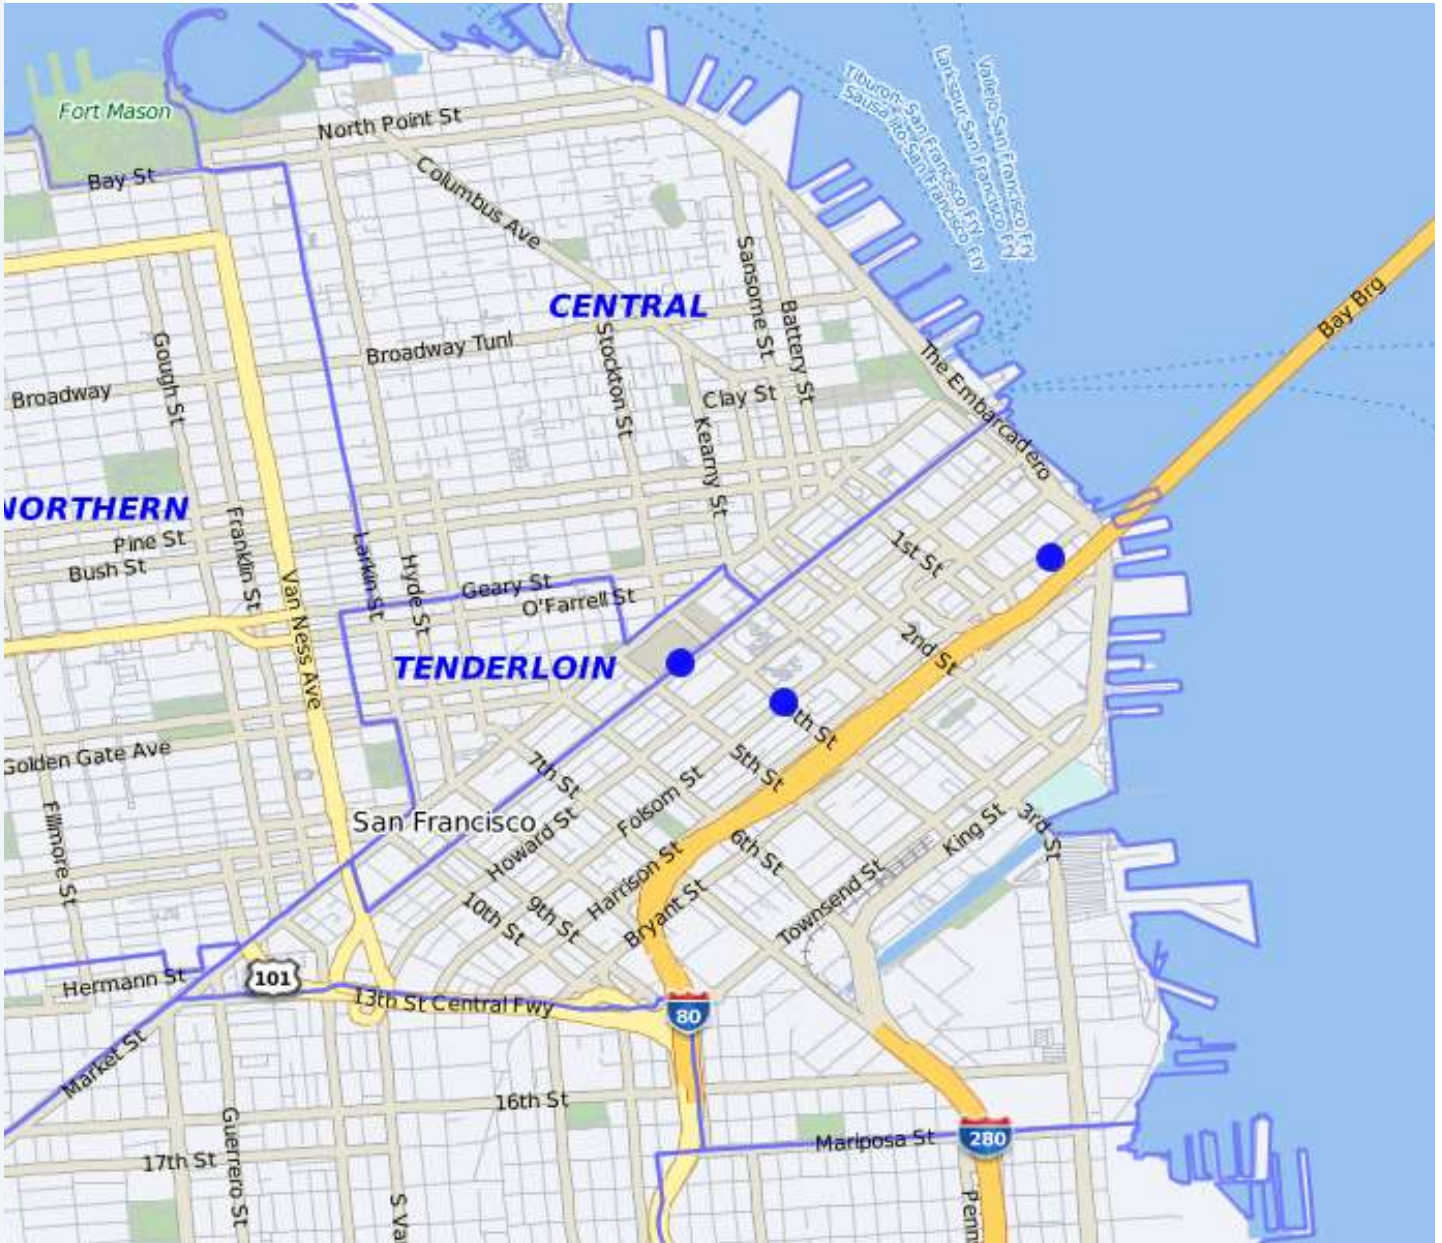 Fort Mason
North Point St
Bay St
Columbus Ave
Tiburon- San Francisco Fry
Sausalito San Francisco Fry
Larkspur San Francisco Fry
Vallejo San Francisco Fry
Sansome St
Battery St
CENTRAL
Bay Brg
Gough St
Broadway Tunl
Stockton St
Broadway
Clay St
The Embarcadero
Kearny St
NORTHERN
Pine St
Bush St
Franklin St
Larkin St
Hyde St
Van Ness Ave
Geary St
O'Farrell St
1st St
2nd St
TENDERLOIN
th St
Golden Gate Ave
7th St
5th St
Folsom St
Fillmore St
San Francisco
Howard St
6th St
King St
3rd St
Harrison St
Townsend St
10th St
9th St
Bryant St
Hermann St
101
13th St Central Fwy
80
Market St
16th St
Mariposa St
280
Guerrero St
17th St
S Va
Penns